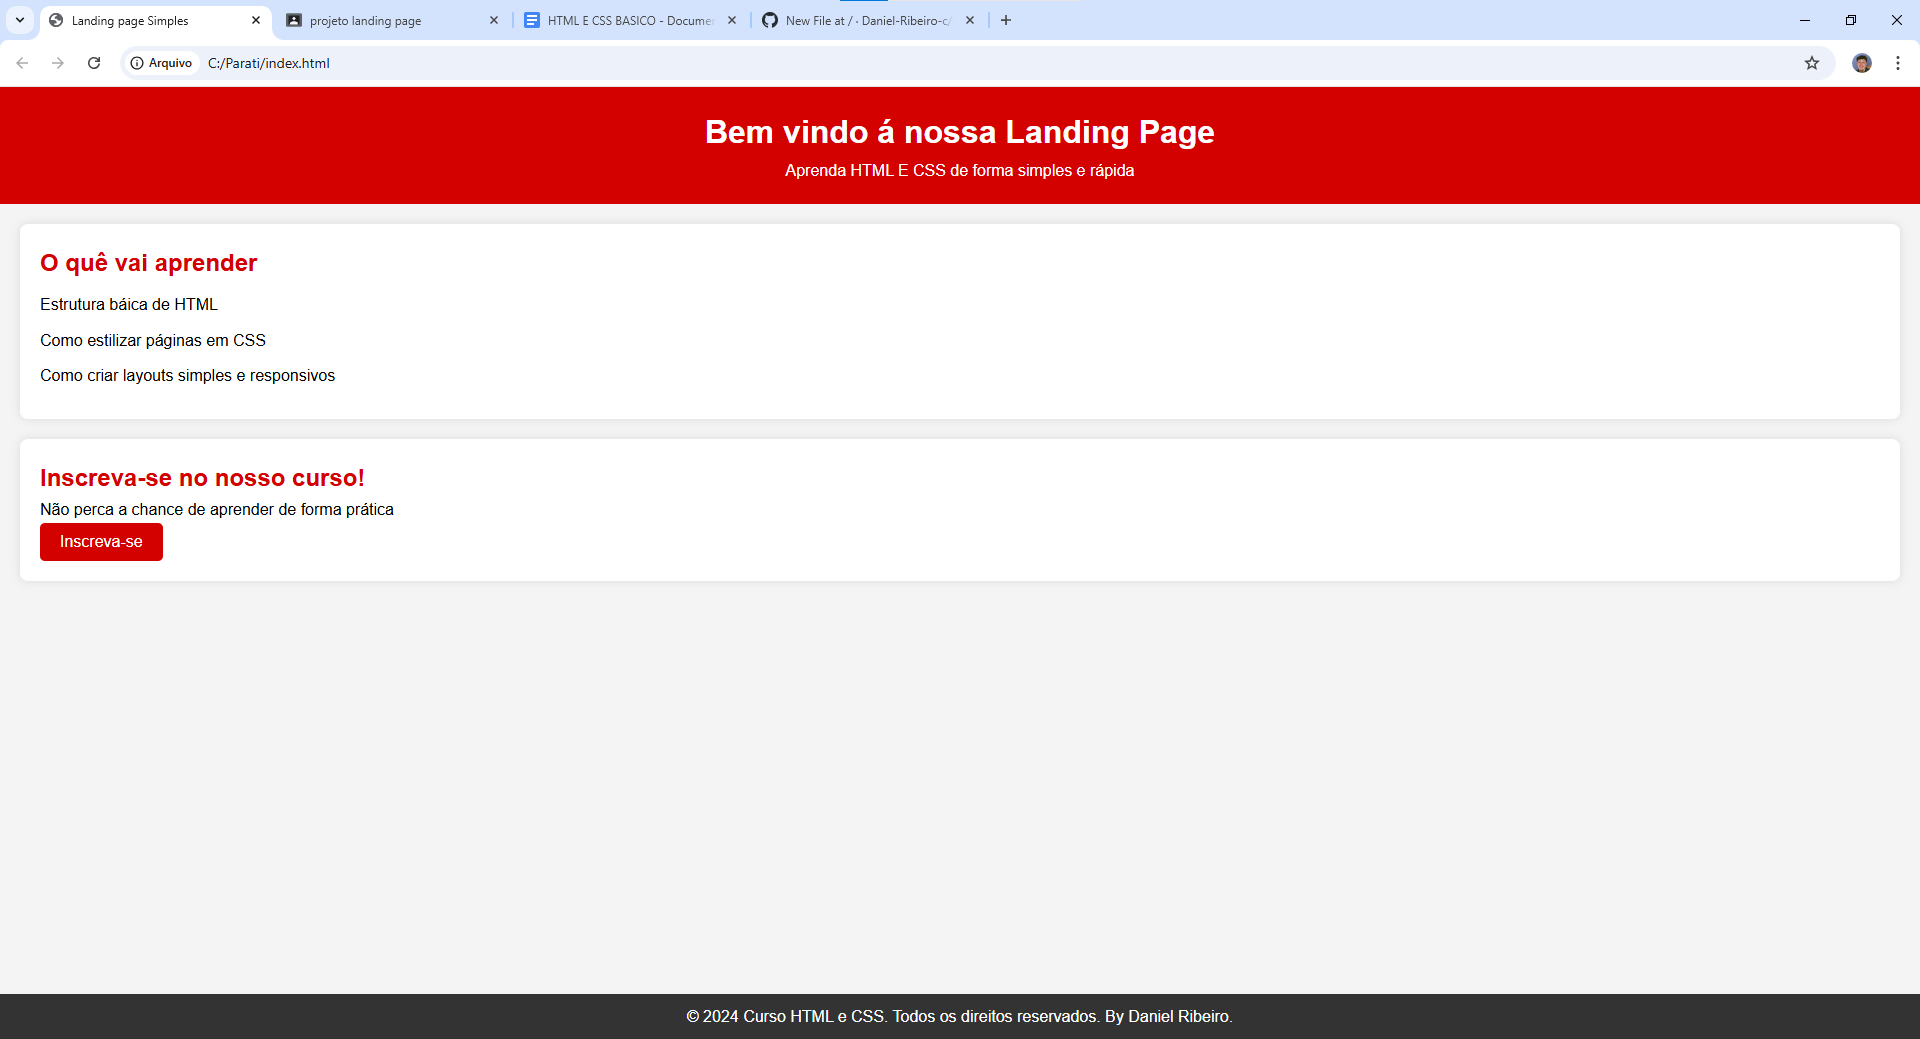 Landing page Simples
projeto landing page
HTML E CSS BASICO - Docume
New File at / · Daniel-Ribeiro-c/
Arquivo
C:/Parati/index.html
Bem vindo á nossa Landing Page
Aprenda HTML E CSS de forma simples e rápida
O quê vai aprender
Estrutura báica de HTML
Como estilizar páginas em CSS
Como criar layouts simples e responsivos
Inscreva-se no nosso curso!
Não perca a chance de aprender de forma prática
Inscreva-se
© 2024 Curso HTML e CSS. Todos os direitos reservados. By Daniel Ribeiro.